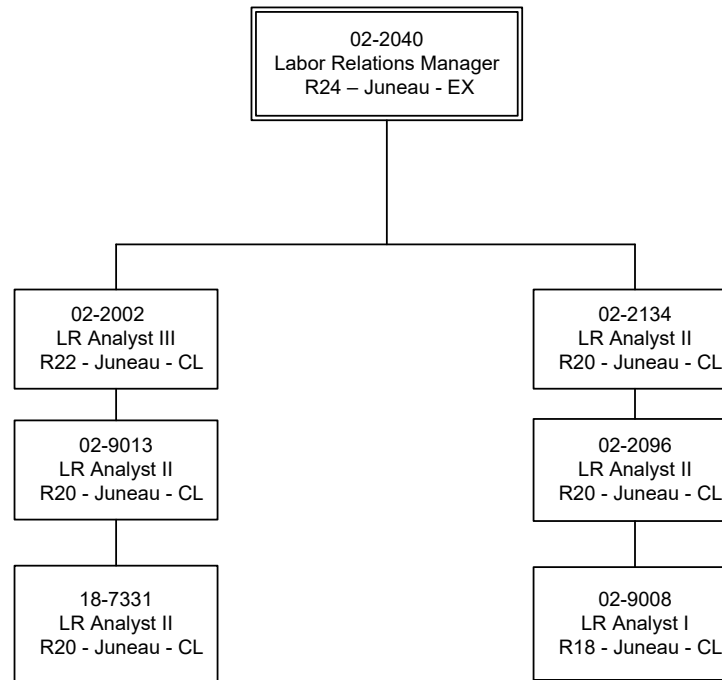 02-2040
Labor Relations Manager
R24 – Juneau - EX
02-2002
LR Analyst III
R22 - Juneau - CL
02-9013
LR Analyst II
R20 - Juneau - CL
18-7331
LR Analyst II
R20 - Juneau - CL
02-2134
LR Analyst II
R20 - Juneau - CL
02-2096
LR Analyst II
R20 - Juneau - CL
02-9008
LR Analyst I
R18 - Juneau - CL